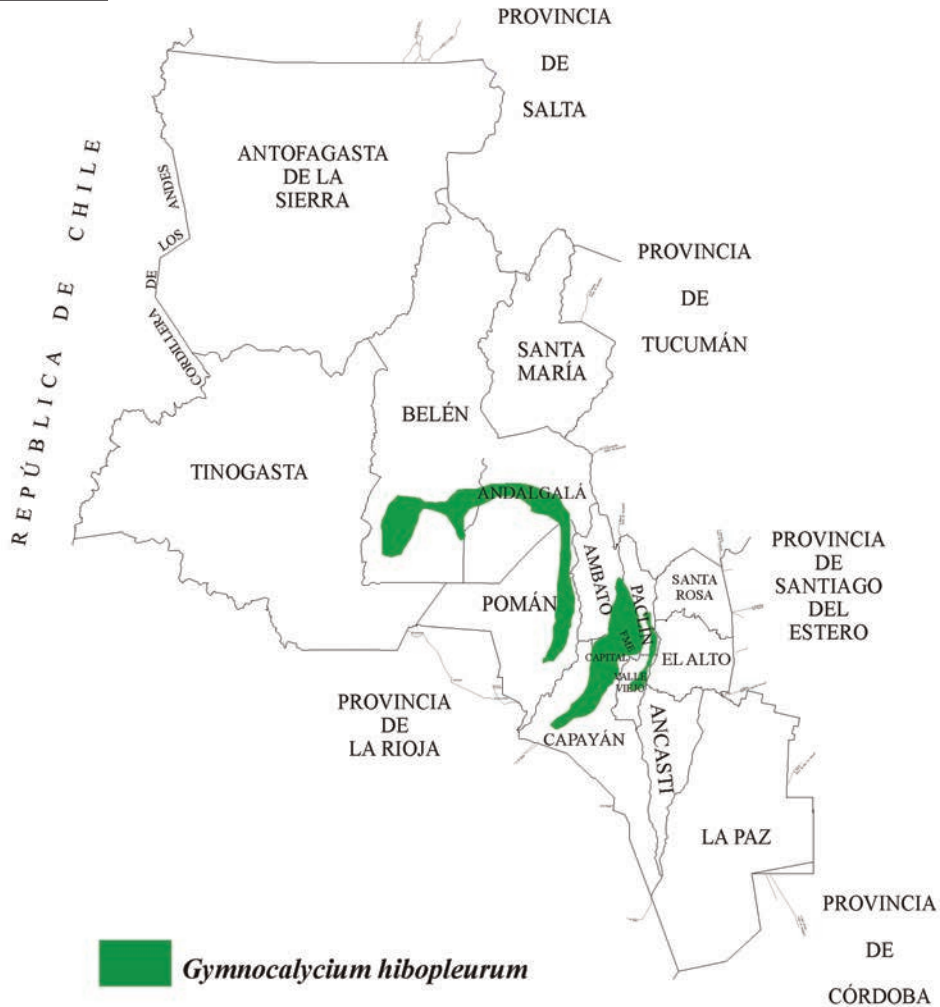 PROVINCIA
DE
SALTA
REPÚBLICA DE CHILE
CORDILLERA
DE
LOS
ANDES
ANTOFAGASTA
DE LA
SIERRA
PROVINCIA
DE
TUCUMÁN
SANTA
MARÍA
BELÉN
TINOGASTA
ANDALGALÁ
PROVINCIA
DE
SANTIAGO
DEL
ESTERO
AMBATO
PACLÍN
SANTA
ROSA
POMÁN
FME
CAPITAL
EL ALTO
VALLE
VIEJO
PROVINCIA
DE
LA RIOJA
CAPAYÁN
ANCASTI
LA PAZ
PROVINCIA
DE
CÓRDOBA
Gymnocalycium hibopleurum